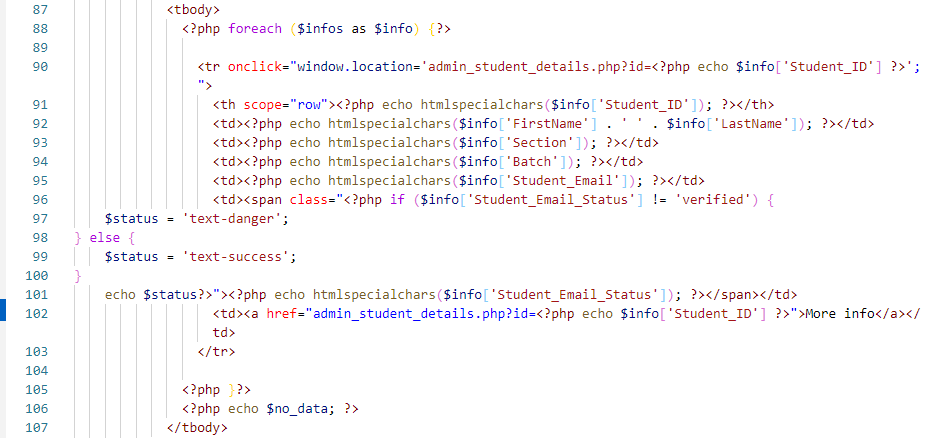 87 <tbody>
88 <?php foreach ($infos as $info) {?>
89
90 <tr onclick="window.location='admin_student_details.php?id=<?php echo $info['Student_ID'] ?>';
">
91 <th scope="row"><?php echo htmlspecialchars($info['Student_ID']); ?></th>
92 <td><?php echo htmlspecialchars($info['FirstName'] . ' ' . $info['LastName']); ?></td>
93 <td><?php echo htmlspecialchars($info['Section']); ?></td>
94 <td><?php echo htmlspecialchars($info['Batch']); ?></td>
95 <td><?php echo htmlspecialchars($info['Student_Email']); ?></td>
96 <td><span class="<?php if ($info['Student_Email_Status'] != 'verified') {
97 $status = 'text-danger';
98 } else {
99 $status = 'text-success';
100 }
101 echo $status?>"><?php echo htmlspecialchars($info['Student_Email_Status']); ?></span></td>
102 <td><a href="admin_student_details.php?id=<?php echo $info['Student_ID'] ?>">More info</a></
td>
103 </tr>
104
105 <?php }?>
106 <?php echo $no_data; ?>
107 </tbody>